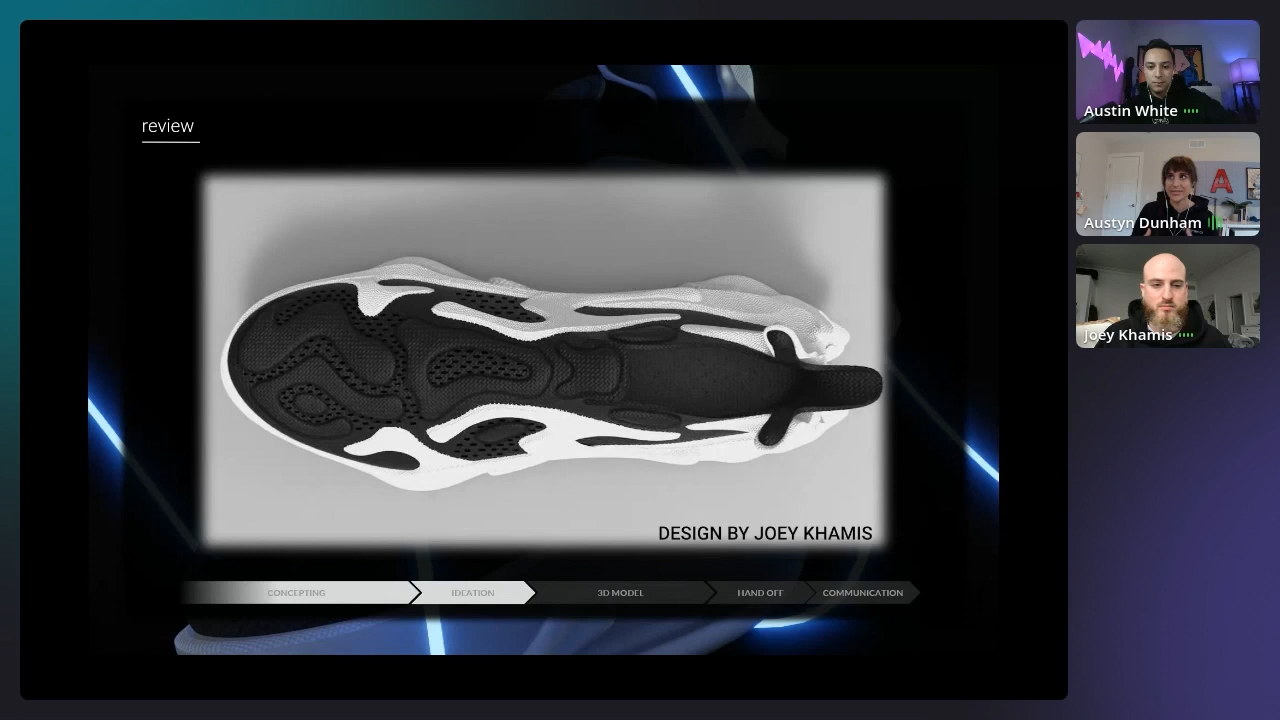 review
DESIGN BY JOEY KHAMIS
CONCEPTING
IDEATION
3D MODEL
HAND OFF
COMMUNICATION
Austin White
Austyn Dunham
A
Joey Khamis